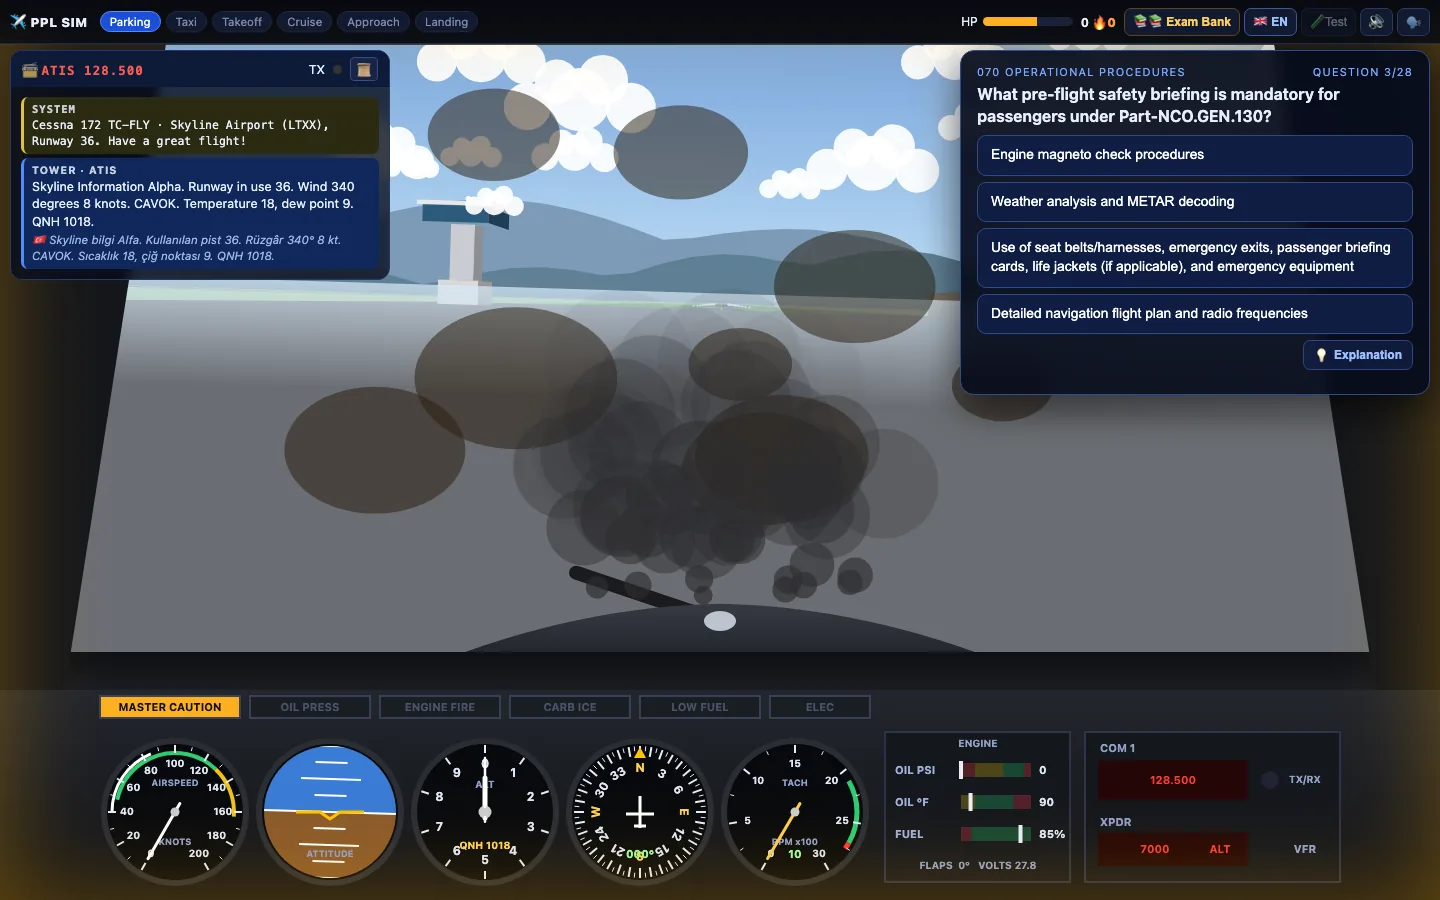 PPL SIM
Parking
Taxi
Takeoff
Cruise
Approach
Landing
HP
0
0
Exam Bank
EN
Test
ATIS 128.500
TX
SYSTEM
Cessna 172 TC-FLY · Skyline Airport (LTXX),
Runway 36. Have a great flight!
TOWER · ATIS
Skyline Information Alpha. Runway in use 36. Wind 340
degrees 8 knots. CAVOK. Temperature 18, dew point 9.
QNH 1018.
Skyline bilgi Alfa. Kullanılan pist 36. Rüzgâr 340° 8 kt.
CAVOK. Sıcaklık 18, çiğ noktası 9. QNH 1018.
070 OPERATIONAL PROCEDURES
QUESTION 3/28
What pre-flight safety briefing is mandatory for
passengers under Part-NCO.GEN.130?
Engine magneto check procedures
Weather analysis and METAR decoding
Use of seat belts/harnesses, emergency exits, passenger briefing
cards, life jackets (if applicable), and emergency equipment
Detailed navigation flight plan and radio frequencies
Explanation
MASTER CAUTION
OIL PRESS
ENGINE FIRE
CARB ICE
LOW FUEL
ELEC
AIRSPEED
0 20 40 60 80 100 120 140 160 180 200
KNOTS
ATTITUDE
ALT
1 2 3 4 5 6 7 8 9
QNH 1018
N 3 6 E 12 15 S 21 24 W 30 33
000°
TACH
0 5 10 15 20 25 30
RPM x100
10
ENGINE
OIL PSI 0
OIL °F 90
FUEL 85%
FLAPS 0° VOLTS 27.8
COM 1
128.500
TX/RX
XPDR
7000 ALT
VFR